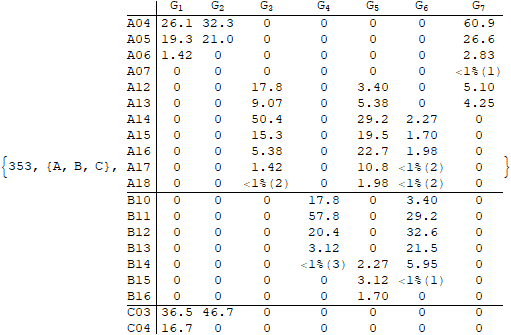 G1 G2 G3 G4 G5 G6 G7
A04 26.1 32.3 0 0 0 0 60.9
A05 19.3 21.0 0 0 0 0 26.6
A06 1.42 0 0 0 0 0 2.83
A07 0 0 0 0 0 0 <1%(1)
A12 0 0 17.8 0 3.40 0 5.10
A13 0 0 9.07 0 5.38 0 4.25
A14 0 0 50.4 0 29.2 2.27 0
A15 0 0 15.3 0 19.5 1.70 0
A16 0 0 5.38 0 22.7 1.98 0
{353, {A, B, C}, A17 0 0 1.42 0 10.8 <1%(2) 0 }
A18 0 0 <1%(2) 0 1.98 <1%(2) 0
B10 0 0 0 17.8 0 3.40 0
B11 0 0 0 57.8 0 29.2 0
B12 0 0 0 20.4 0 32.6 0
B13 0 0 0 3.12 0 21.5 0
B14 0 0 0 <1%(3) 2.27 5.95 0
B15 0 0 0 0 3.12 <1%(1) 0
B16 0 0 0 0 1.70 0 0
C03 36.5 46.7 0 0 0 0 0
C04 16.7 0 0 0 0 0 0